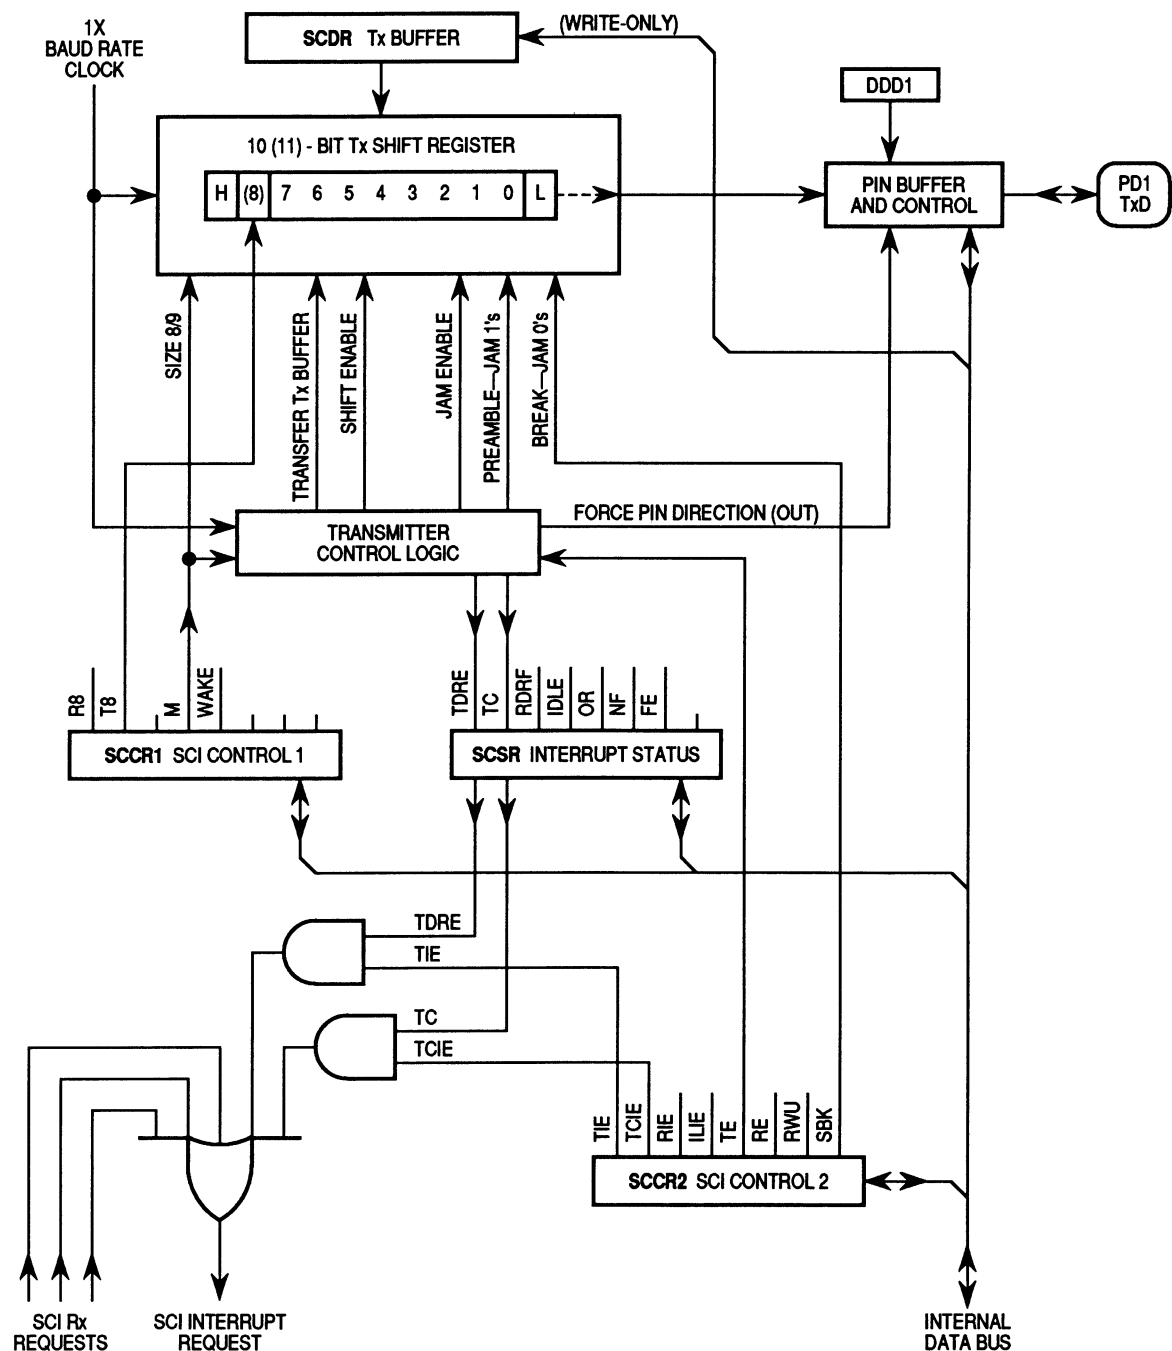 1X
BAUD RATE
CLOCK
SCDR Tx BUFFER
(WRITE-ONLY)
DDD1
10 (11) - BIT Tx SHIFT REGISTER
H (8) 7 6 5 4 3 2 1 0 L
PIN BUFFER
AND CONTROL
PD1
TxD
SIZE 8/9
TRANSFER Tx BUFFER
SHIFT ENABLE
JAM ENABLE
PREAMBLE—JAM 1's
BREAK—JAM 0's
FORCE PIN DIRECTION (OUT)
TRANSMITTER
CONTROL LOGIC
R8
T8
M
WAKE
TDRE
TC
RDRF
IDLE
OR
NF
FE
SCCR1 SCI CONTROL 1
SCSR INTERRUPT STATUS
TDRE
TIE
TC
TCIE
TIE
TCIE
RIE
ILIE
TE
RE
RWU
SBK
SCCR2 SCI CONTROL 2
SCI Rx
REQUESTS
SCI INTERRUPT
REQUEST
INTERNAL
DATA BUS